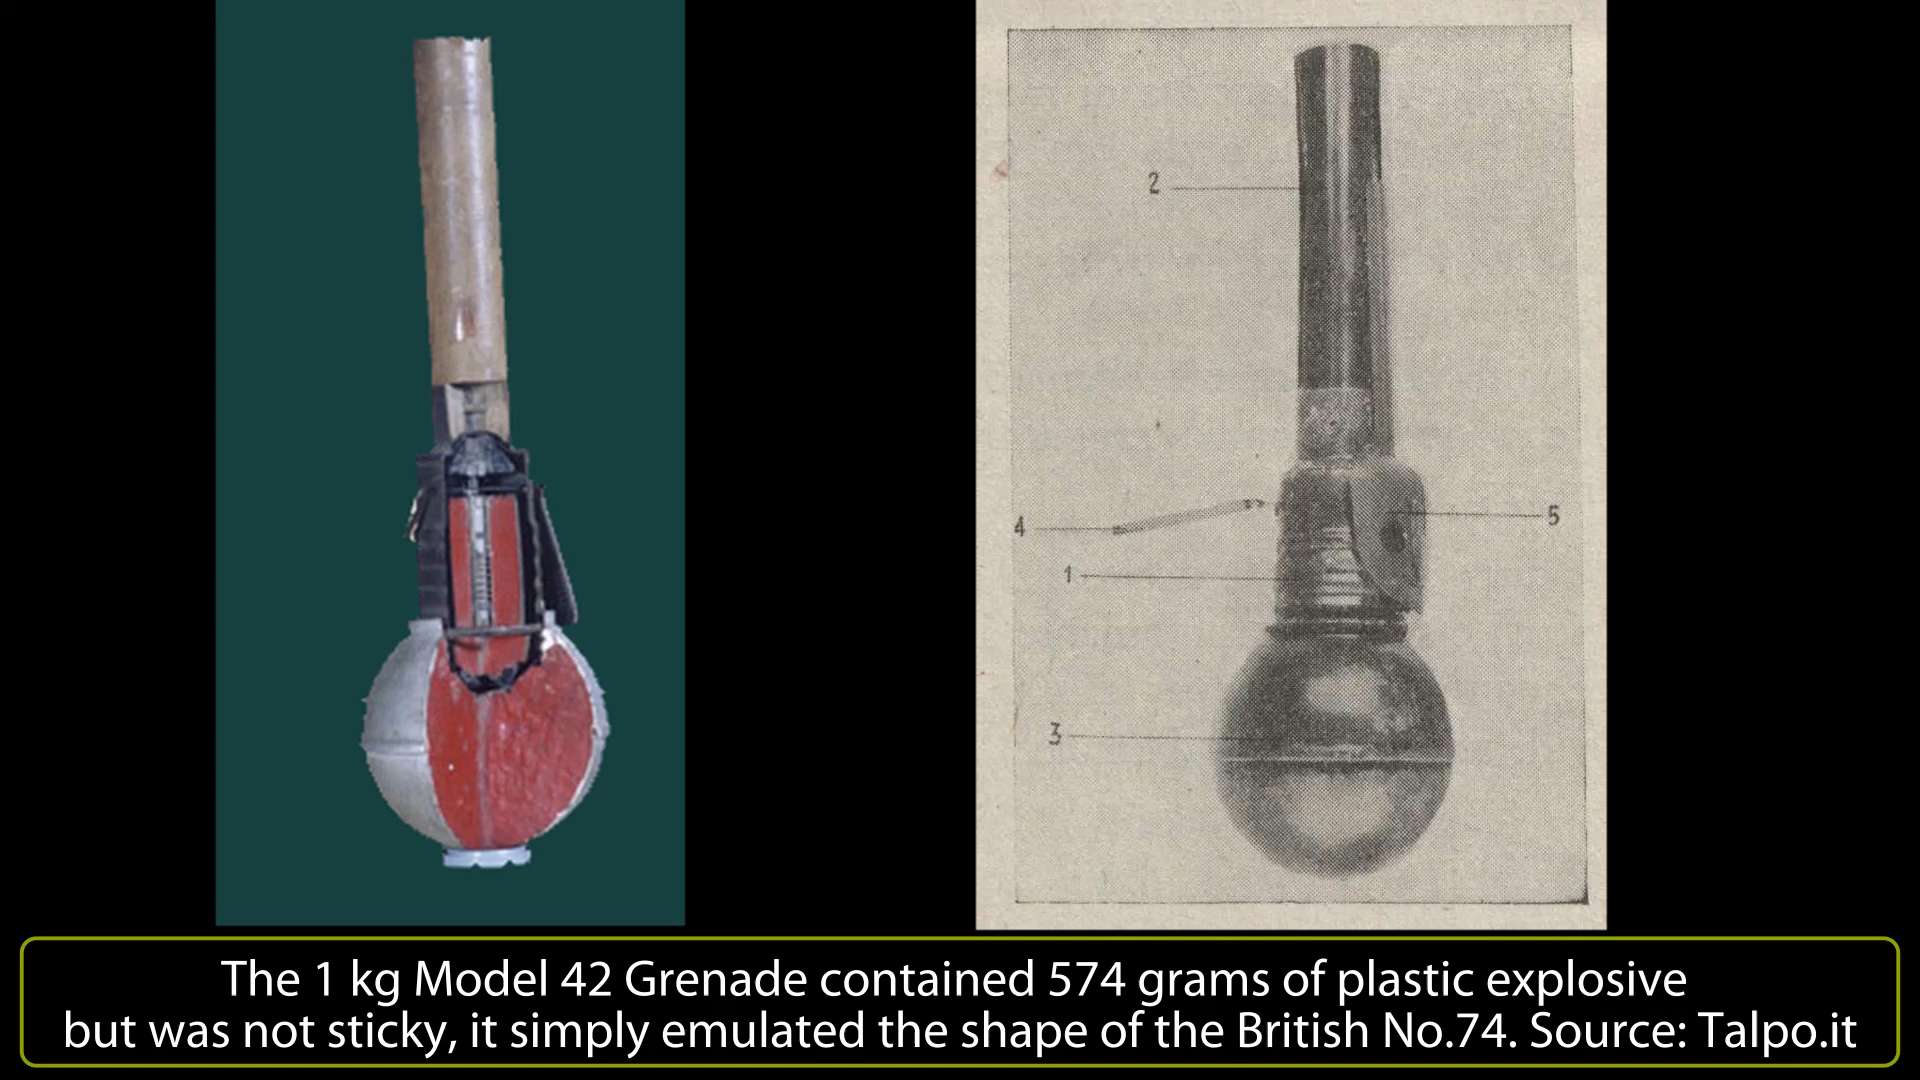 2
4
5
1
3
The 1 kg Model 42 Grenade contained 574 grams of plastic explosive
but was not sticky, it simply emulated the shape of the British No.74. Source: Talpo.it